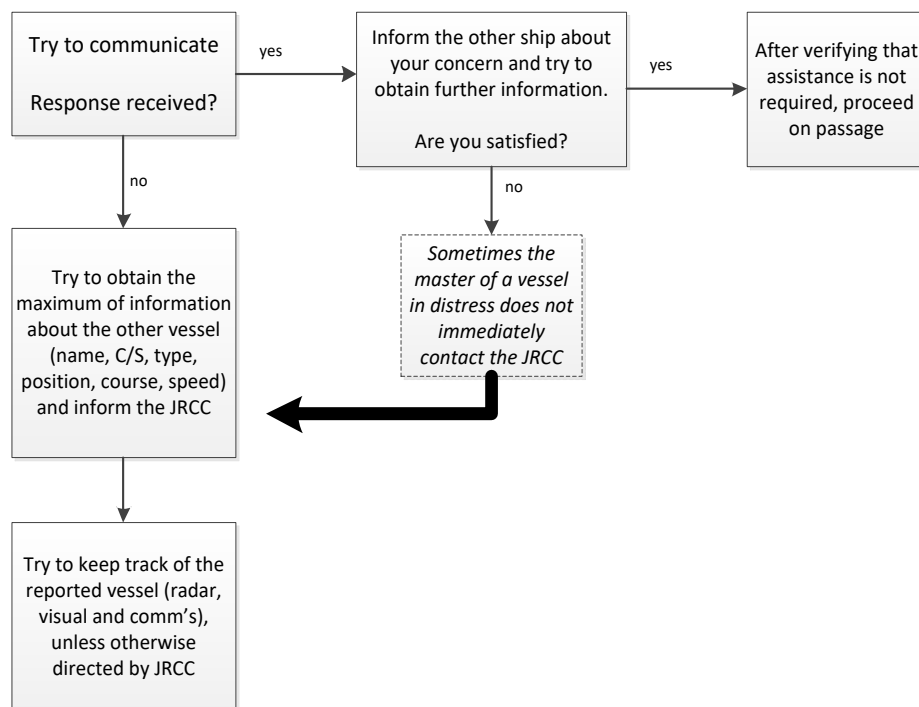 Try to communicate
Response received?
yes
Inform the other ship about
your concern and try to
obtain further information.
Are you satisfied?
yes
After verifying that
assistance is not
required, proceed
on passage
no
no
Sometimes the
master of a vessel
in distress does not
immediately
contact the JRCC
Try to obtain the
maximum of information
about the other vessel
(name, C/S, type,
position, course, speed)
and inform the JRCC
Try to keep track of the
reported vessel (radar,
visual and comm’s),
unless otherwise
directed by JRCC